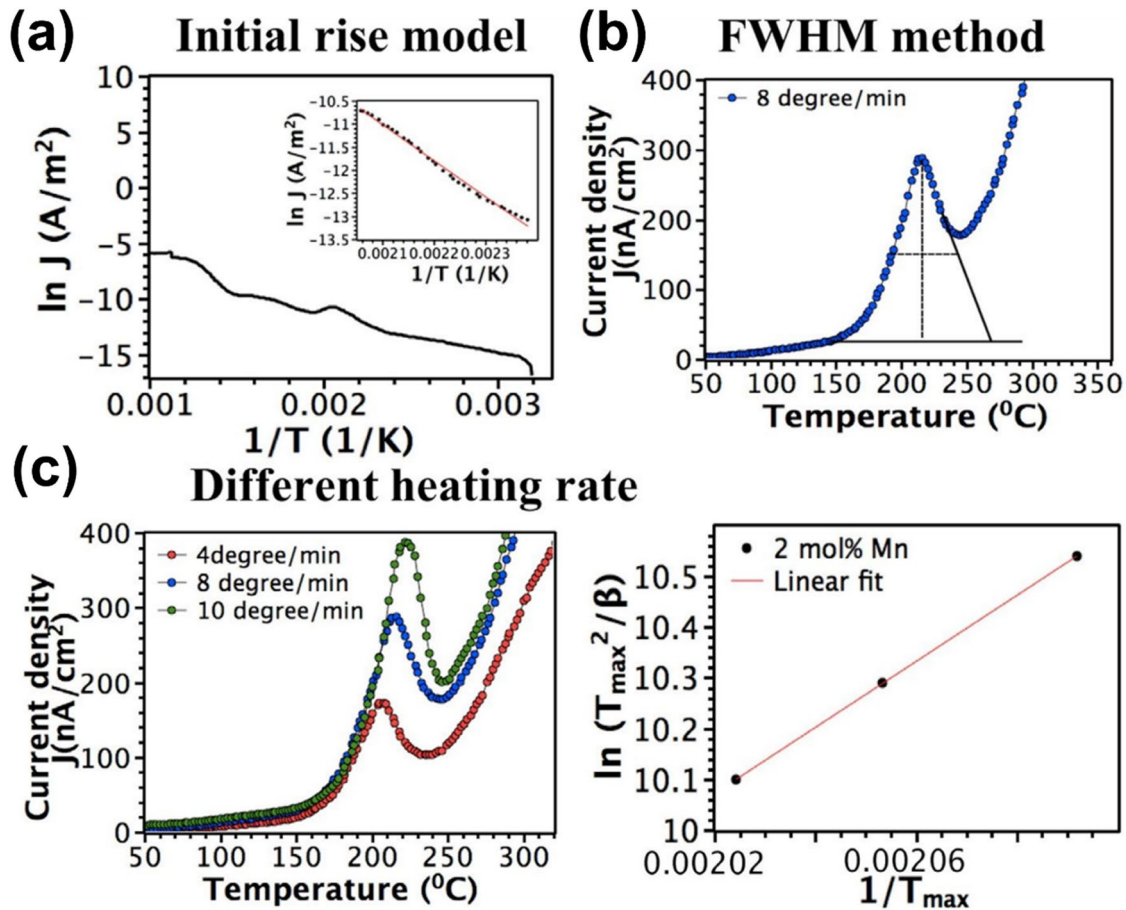 (a) Initial rise model
10
5
0
−5
−10
−15
ln J (A/m²)
0.001 0.002 0.003
1/T (1/K)
−10.5
−11
−11.5
−12
−12.5
−13
−13.5
ln J (A/m²)
0.0021 0.0022 0.0023
1/T (1/K)
(b) FWHM method
8 degree/min
400
300
200
100
0
Current density
J(nA/cm²)
50 100 150 200 250 300 350
Temperature (⁰C)
(c) Different heating rate
4degree/min
8 degree/min
10 degree/min
400
300
200
100
0
Current density
J(nA/cm²)
50 100 150 200 250 300
Temperature (⁰C)
2 mol% Mn
Linear fit
10.5
10.4
10.3
10.2
10.1
10
ln (Tmax²/β)
0.00202 0.00206
1/Tmax